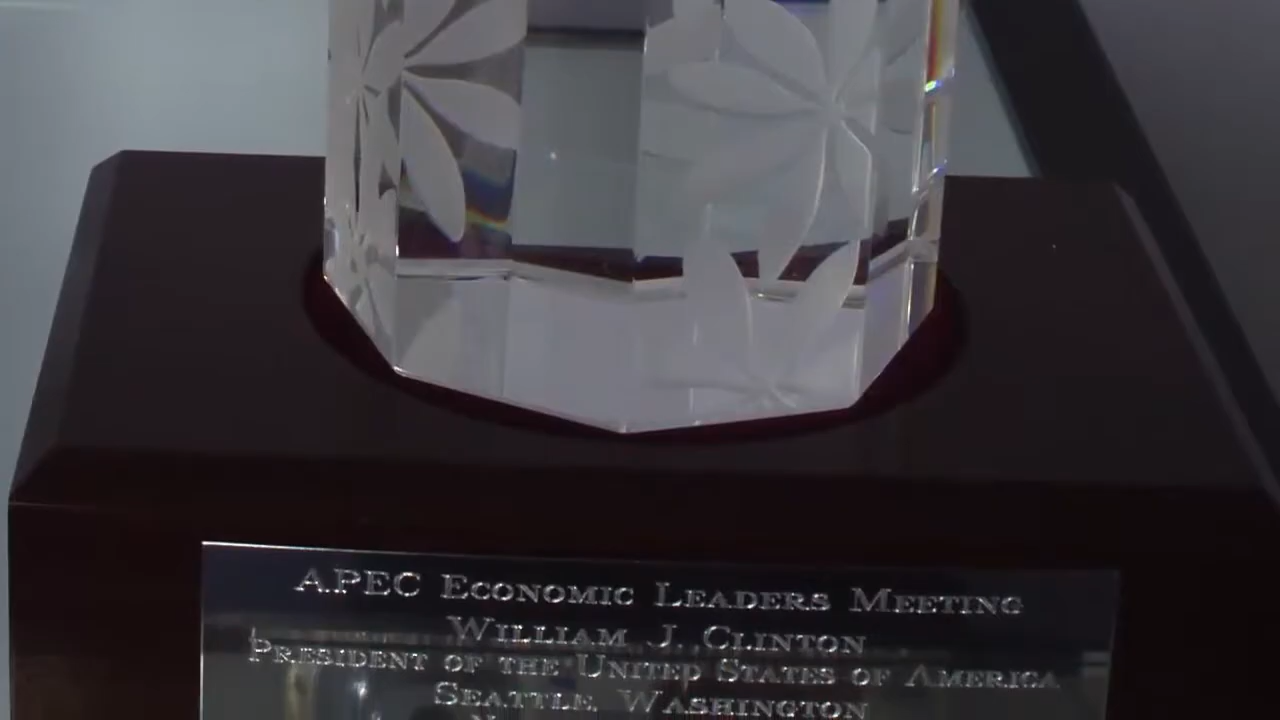 APEC Economic Leaders Meeting
William J. Clinton
President of the United States of America
Seattle, Washington